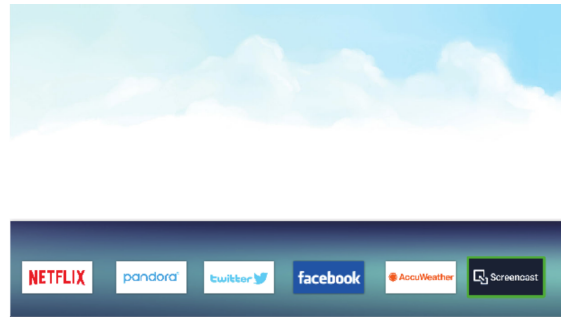 NETFLIX
pandora
twitter
facebook
AccuWeather
Screencast